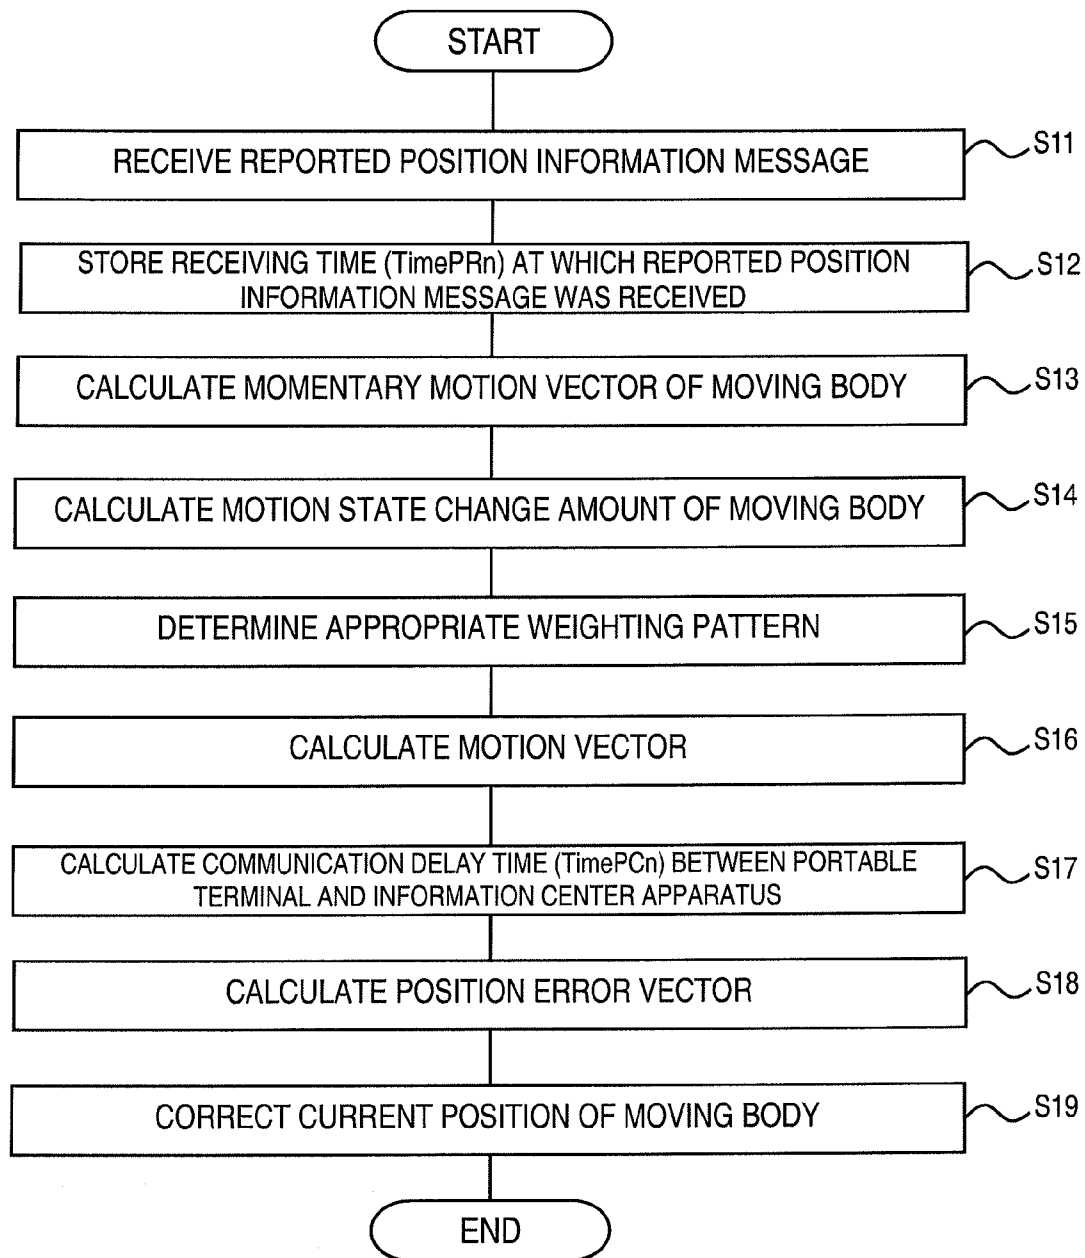 START
RECEIVE REPORTED POSITION INFORMATION MESSAGE
S11
STORE RECEIVING TIME (TimePRn) AT WHICH REPORTED POSITION
INFORMATION MESSAGE WAS RECEIVED
S12
CALCULATE MOMENTARY MOTION VECTOR OF MOVING BODY
S13
CALCULATE MOTION STATE CHANGE AMOUNT OF MOVING BODY
S14
DETERMINE APPROPRIATE WEIGHTING PATTERN
S15
CALCULATE MOTION VECTOR
S16
CALCULATE COMMUNICATION DELAY TIME (TimePCn) BETWEEN PORTABLE
TERMINAL AND INFORMATION CENTER APPARATUS
S17
CALCULATE POSITION ERROR VECTOR
S18
CORRECT CURRENT POSITION OF MOVING BODY
S19
END